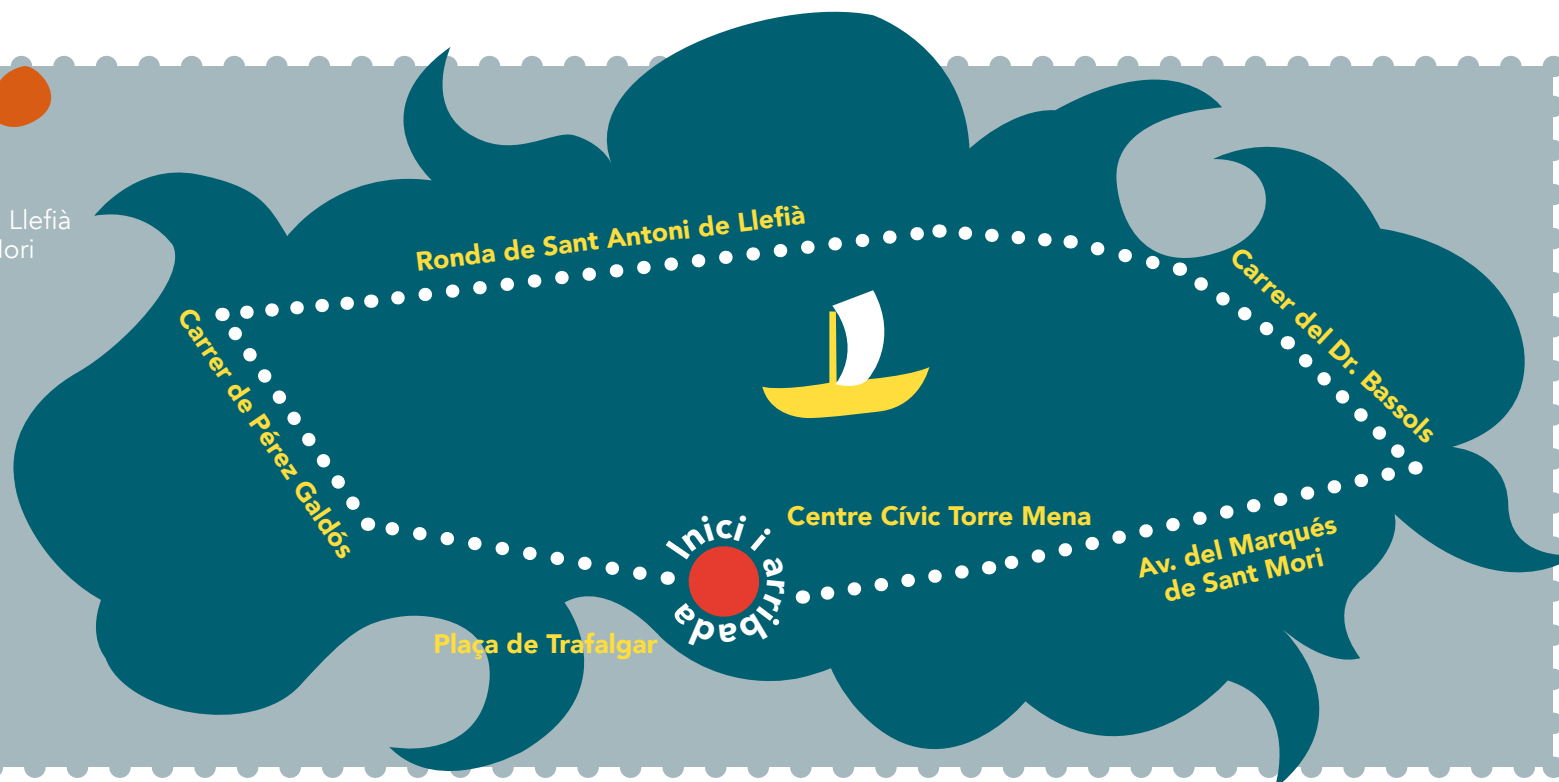 Llefià
Ronda de Sant Antoni de Llefià
Carrer del Dr. Bassols
Carrer de Pérez Galdós
Centre Cívic Torre Mena
Inici i arribada
Av. del Marqués
de Sant Mori
Plaça de Trafalgar